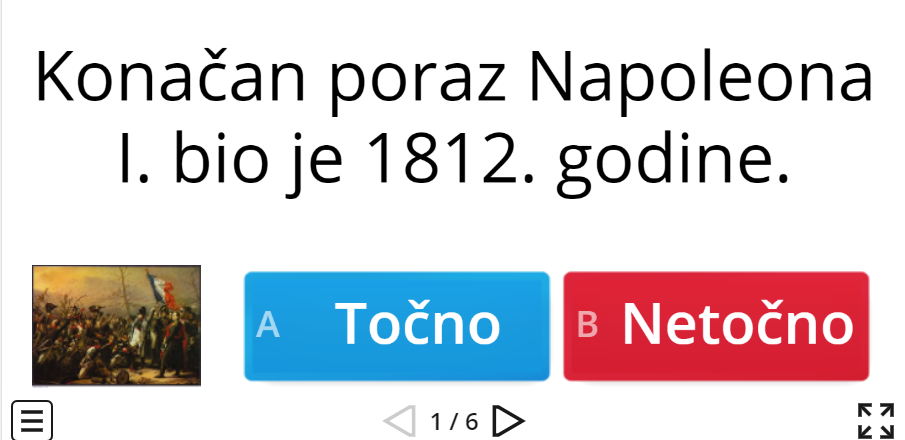 Konačan poraz Napoleona
I. bio je 1812. godine.
A Točno
B Netočno
1 / 6